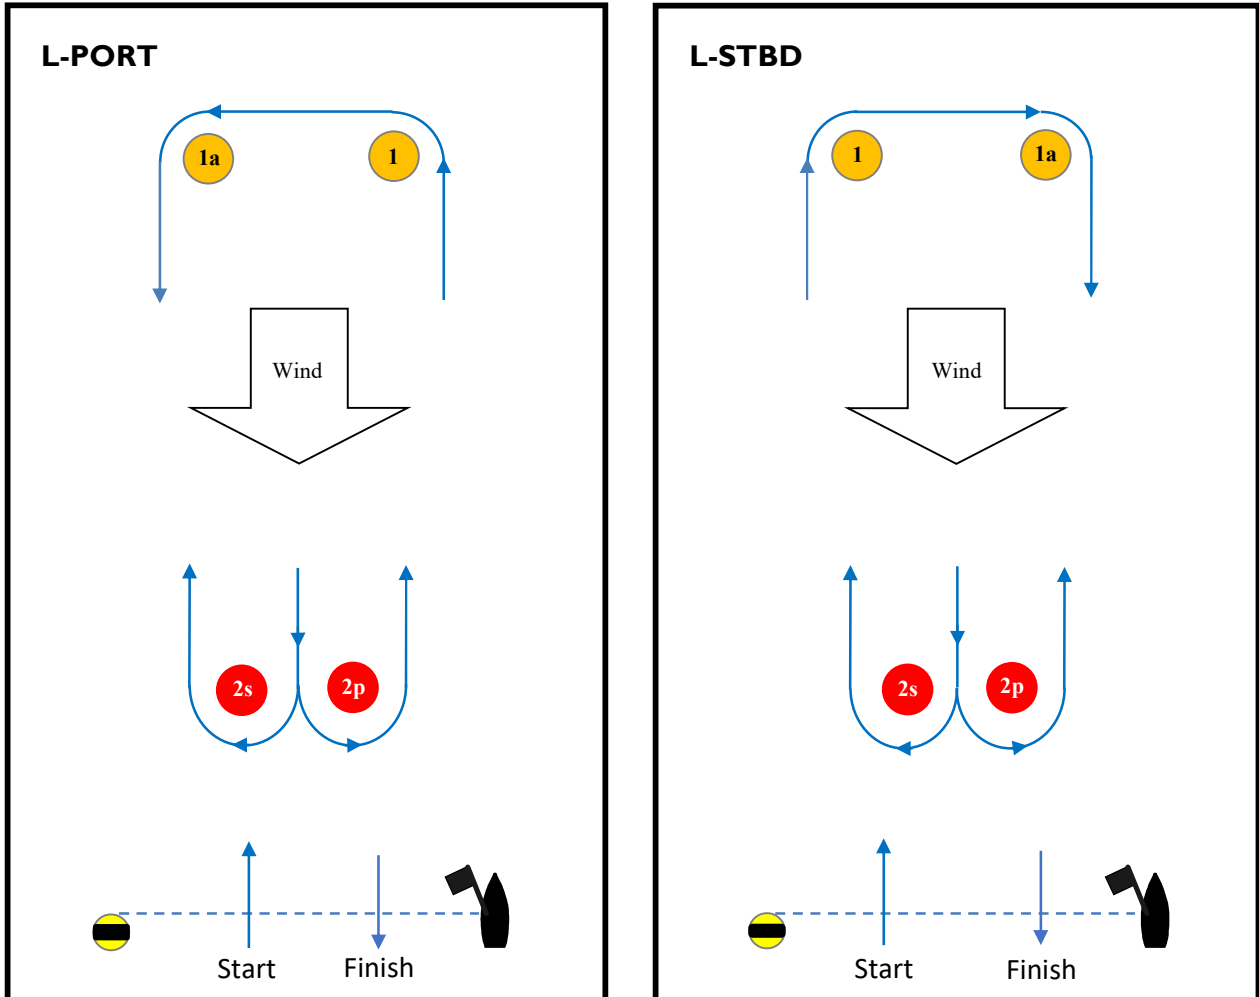 L-PORT
1a
1
Wind
2s
2p
Start
Finish
L-STBD
1
1a
Wind
2s
2p
Start
Finish